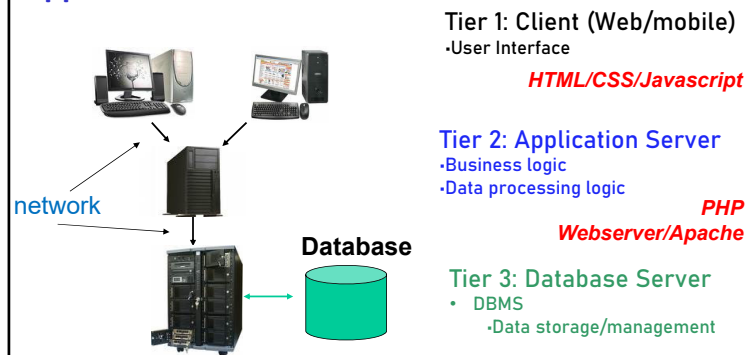 Tier 1: Client (Web/mobile)
•User Interface
HTML/CSS/Javascript
Tier 2: Application Server
•Business logic
•Data processing logic
network
PHP
Webserver/Apache
Database
Tier 3: Database Server
• DBMS
•Data storage/management